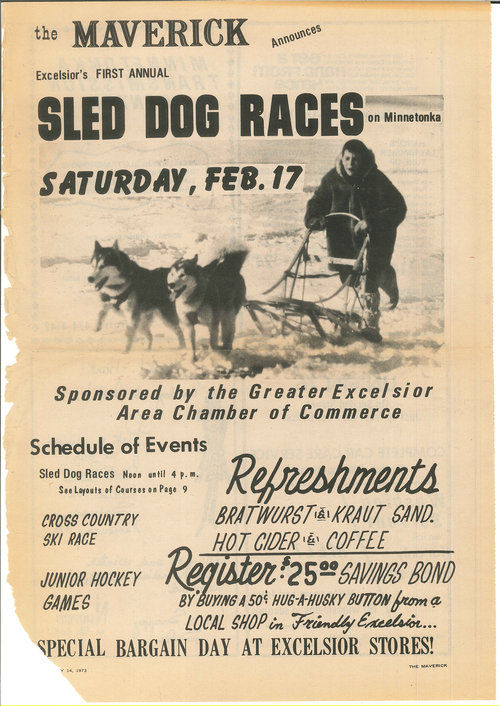 the MAVERICK Announces
Excelsior's FIRST ANNUAL
SLED DOG RACES on Minnetonka
SATURDAY, FEB. 17
Sponsored by the Greater Excelsior
Area Chamber of Commerce
Schedule of Events
Sled Dog Races Noon until 4 p.m.
See Layouts of Courses on Page 9
CROSS COUNTRY
SKI RACE
JUNIOR HOCKEY
GAMES
Refreshments
BRATWURST & KRAUT SAND.
HOT CIDER & COFFEE
Register $25.00 SAVINGS BOND
BY BUYING A 50¢ HUG-A-HUSKY BUTTON from a
LOCAL SHOP in Friendly Excelsior...
SPECIAL BARGAIN DAY AT EXCELSIOR STORES!
Y 14, 1973
THE MAVERICK